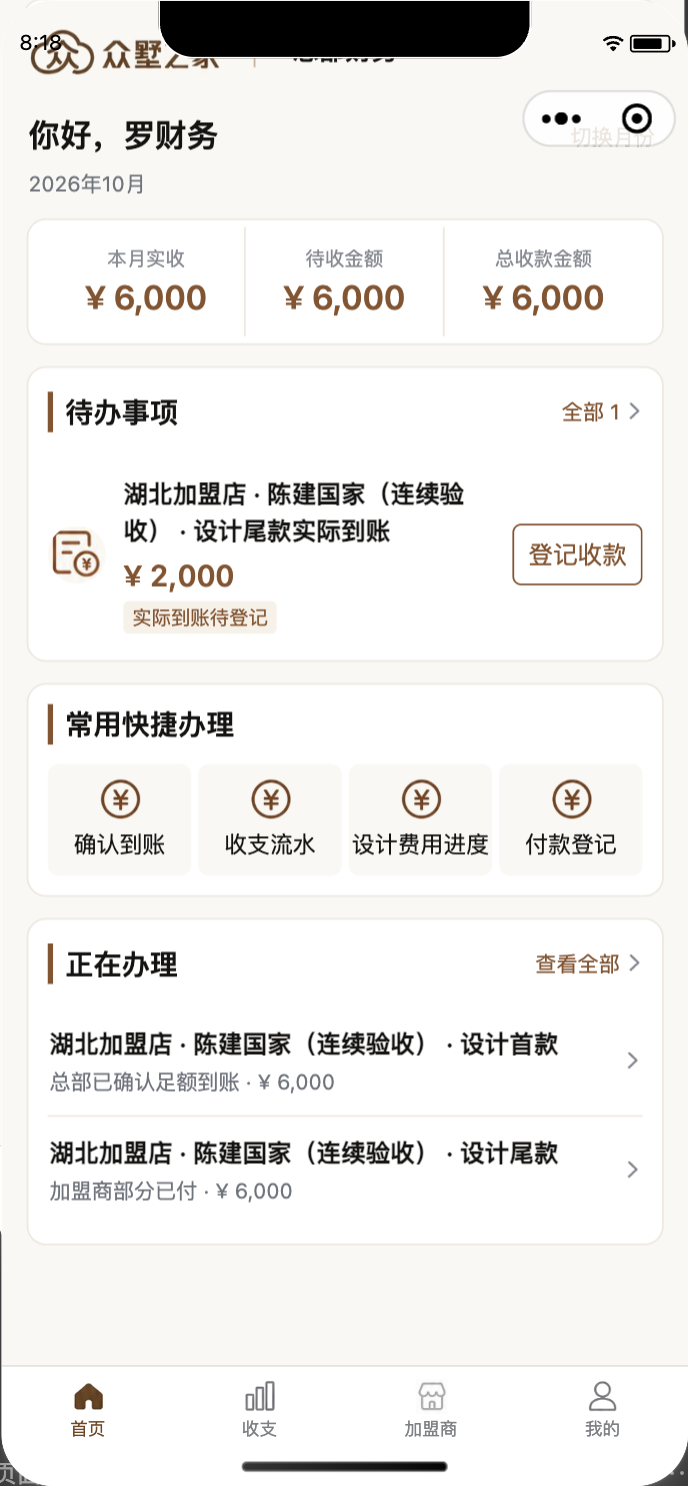 8:18
众墅之家
你好，罗财务
切换月份
2026年10月
本月实收
待收金额
总收款金额
¥ 6,000
¥ 6,000
¥ 6,000
待办事项
全部 1
湖北加盟店 · 陈建国家（连续验
收） · 设计尾款实际到账
¥ 2,000
实际到账待登记
登记收款
常用快捷办理
确认到账
收支流水
设计费用进度
付款登记
正在办理
查看全部
湖北加盟店 · 陈建国家（连续验收） · 设计首款
总部已确认足额到账 · ¥ 6,000
湖北加盟店 · 陈建国家（连续验收） · 设计尾款
加盟商部分已付 · ¥ 6,000
首页
收支
加盟商
我的